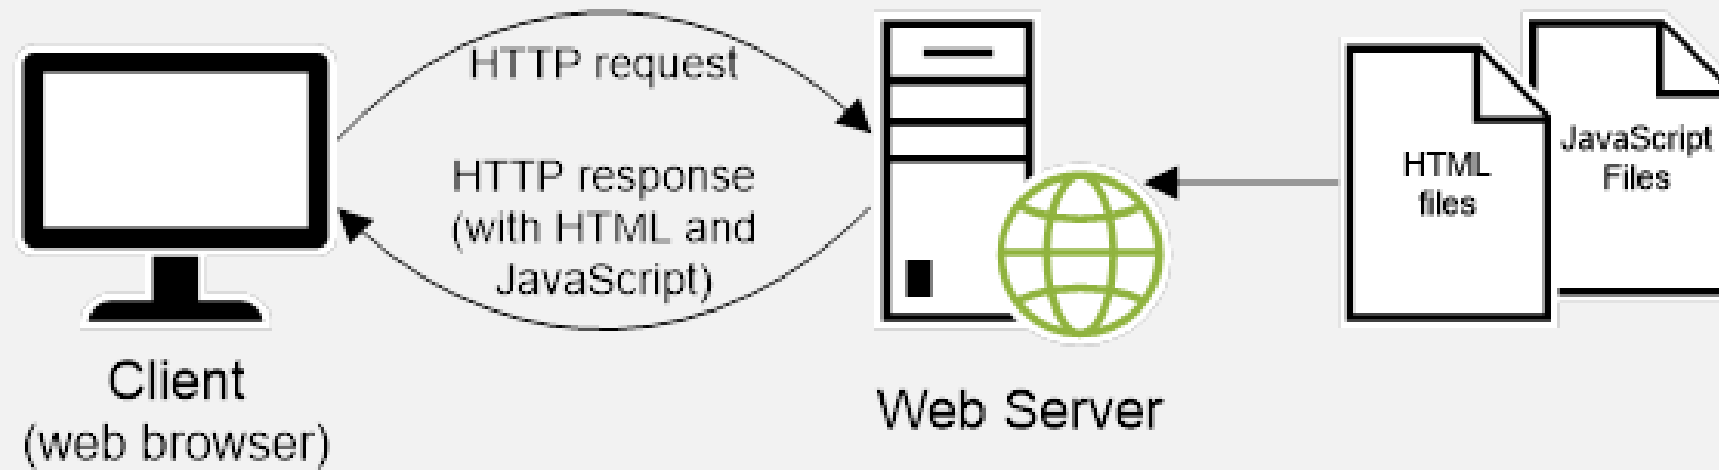 HTTP request
HTTP response
(with HTML and
JavaScript)
Client
(web browser)
Web Server
HTML
files
JavaScript
Files